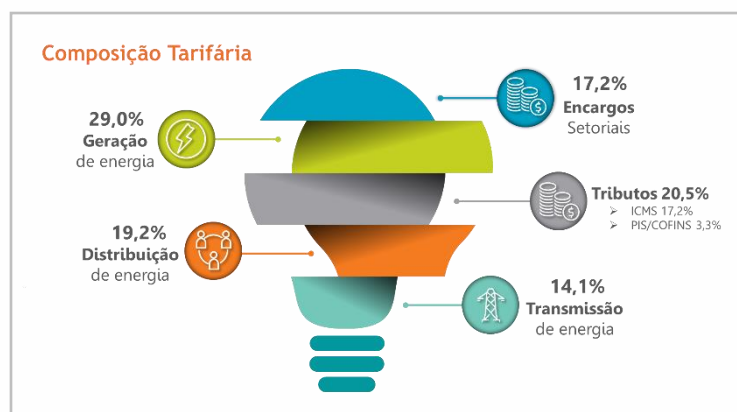 Composição Tarifária
17,2%
Encargos
Setoriais
29,0%
Geração
de energia
Tributos 20,5%
➢ ICMS 17,2%
➢ PIS/COFINS 3,3%
19,2%
Distribuição
de energia
14,1%
Transmissão
de energia